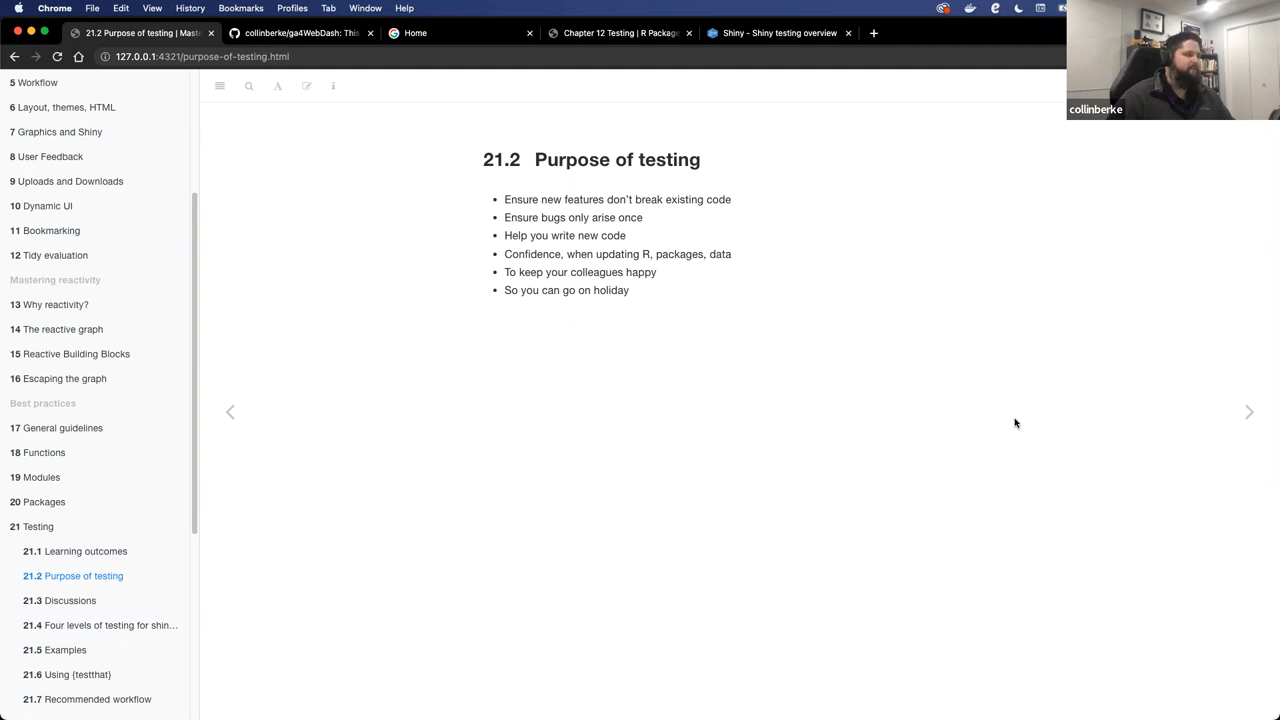 Chrome File Edit View History Bookmarks Profiles Tab Window Help
21.2 Purpose of testing | Maste
collinberke/ga4WebDash: This
Home
Chapter 12 Testing | R Package
Shiny - Shiny testing overview
127.0.0.1:4321/purpose-of-testing.html
collinberke
5 Workflow
6 Layout, themes, HTML
7 Graphics and Shiny
8 User Feedback
9 Uploads and Downloads
10 Dynamic UI
11 Bookmarking
12 Tidy evaluation
Mastering reactivity
13 Why reactivity?
14 The reactive graph
15 Reactive Building Blocks
16 Escaping the graph
Best practices
17 General guidelines
18 Functions
19 Modules
20 Packages
21 Testing
21.1 Learning outcomes
21.2 Purpose of testing
21.3 Discussions
21.4 Four levels of testing for shin…
21.5 Examples
21.6 Using {testthat}
21.7 Recommended workflow
21.2 Purpose of testing
• Ensure new features don't break existing code
• Ensure bugs only arise once
• Help you write new code
• Confidence, when updating R, packages, data
• To keep your colleagues happy
• So you can go on holiday